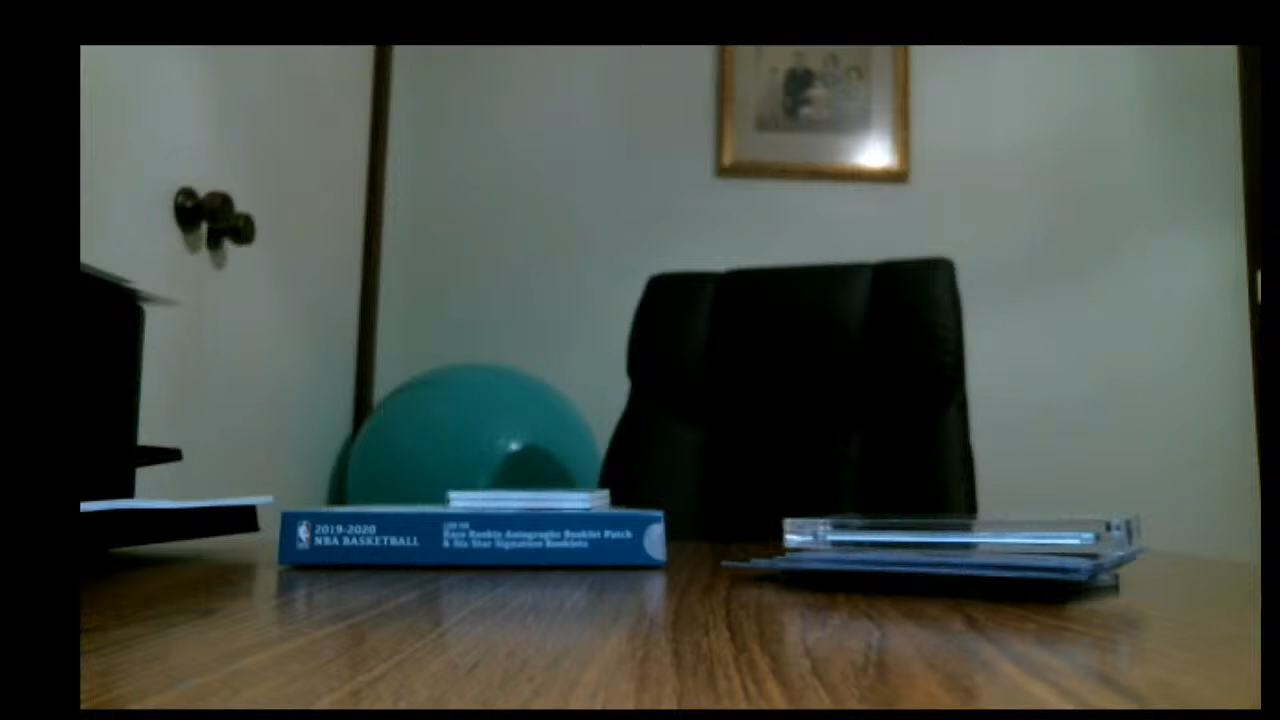 2019-2020
NBA BASKETBALL
Rare Rookie Autographs Booklet Patch
& Six Star Signature Booklets